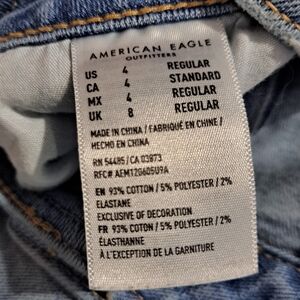 AMERICAN EAGLE
OUTFITTERS
US 4 REGULAR
CA 4 STANDARD
MX 4 REGULAR
UK 8 REGULAR
MADE IN CHINA / FABRIQUÉ EN CHINE /
HECHO EN CHINA
RN 54485 / CA 03873
RFC# AEM12G605U9A
EN 93% COTTON / 5% POLYESTER / 2%
ELASTANE
EXCLUSIVE OF DECORATION
FR 93% COTON / 5% POLYESTER / 2%
ÉLASTHANNE
À L'EXCEPTION DE LA GARNITURE